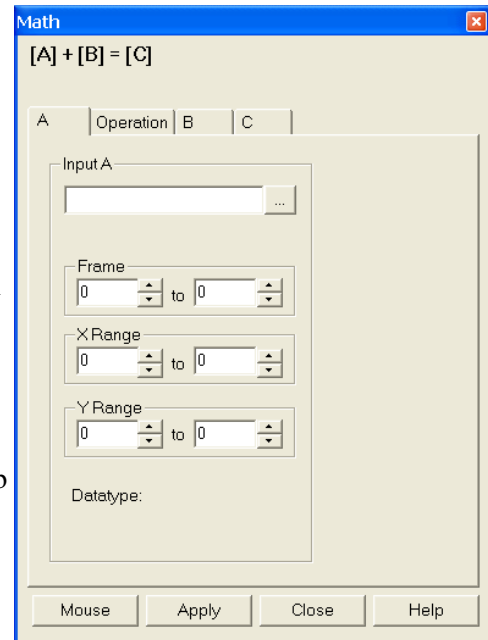 Math
[A] + [B] = [C]
A Operation B C
Input A
...
Frame
0 to 0
X Range
0 to 0
Y Range
0 to 0
Datatype:
Mouse Apply Close Help